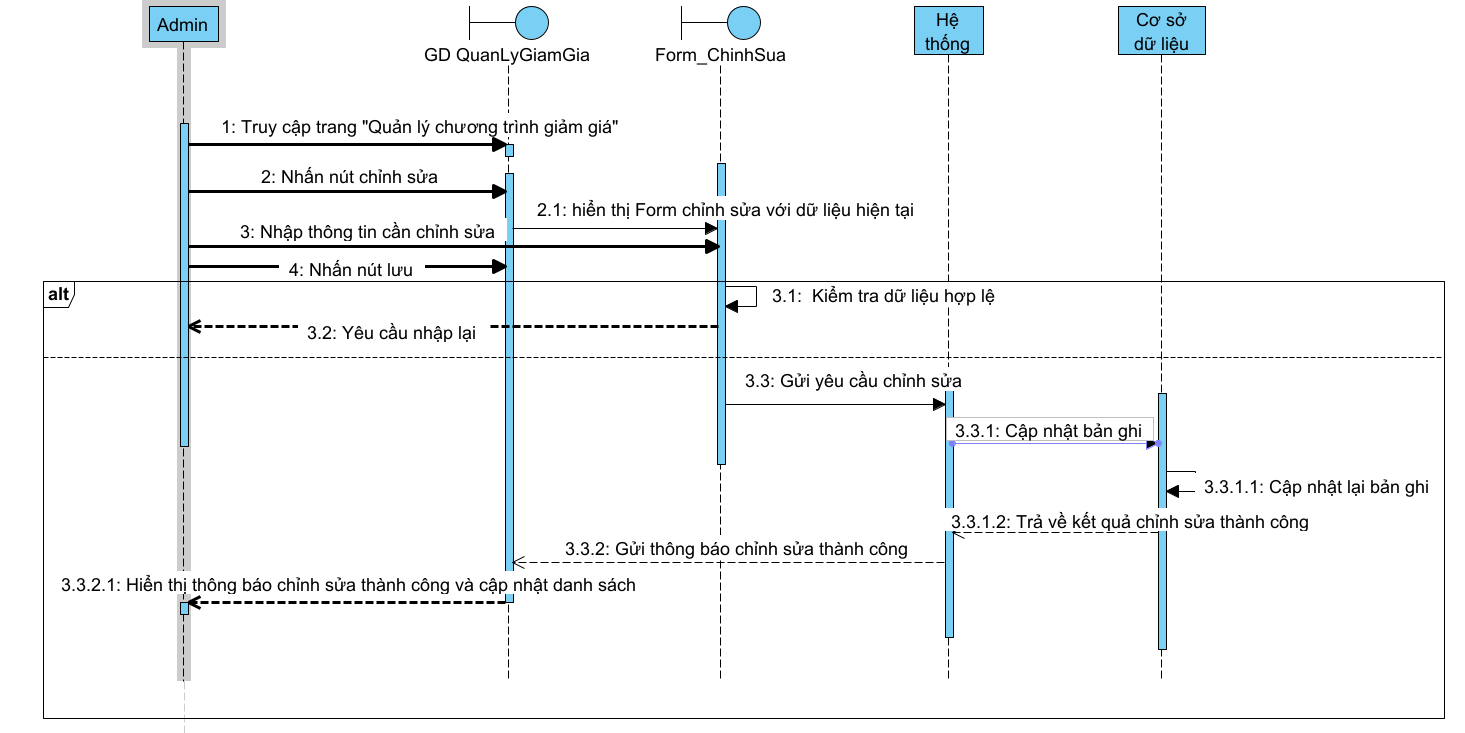 Admin
GD QuanLyGiamGia
Form_ChinhSua
Hệ
thống
Cơ sở
dữ liệu
1: Truy cập trang "Quản lý chương trình giảm giá"
2: Nhấn nút chỉnh sửa
2.1: hiển thị Form chỉnh sửa với dữ liệu hiện tại
3: Nhập thông tin cần chỉnh sửa
4: Nhấn nút lưu
alt
3.1: Kiểm tra dữ liệu hợp lệ
3.2: Yêu cầu nhập lại
3.3: Gửi yêu cầu chỉnh sửa
3.3.1: Cập nhật bản ghi
3.3.1.1: Cập nhật lại bản ghi
3.3.1.2: Trả về kết quả chỉnh sửa thành công
3.3.2: Gửi thông báo chỉnh sửa thành công
3.3.2.1: Hiển thị thông báo chỉnh sửa thành công và cập nhật danh sách